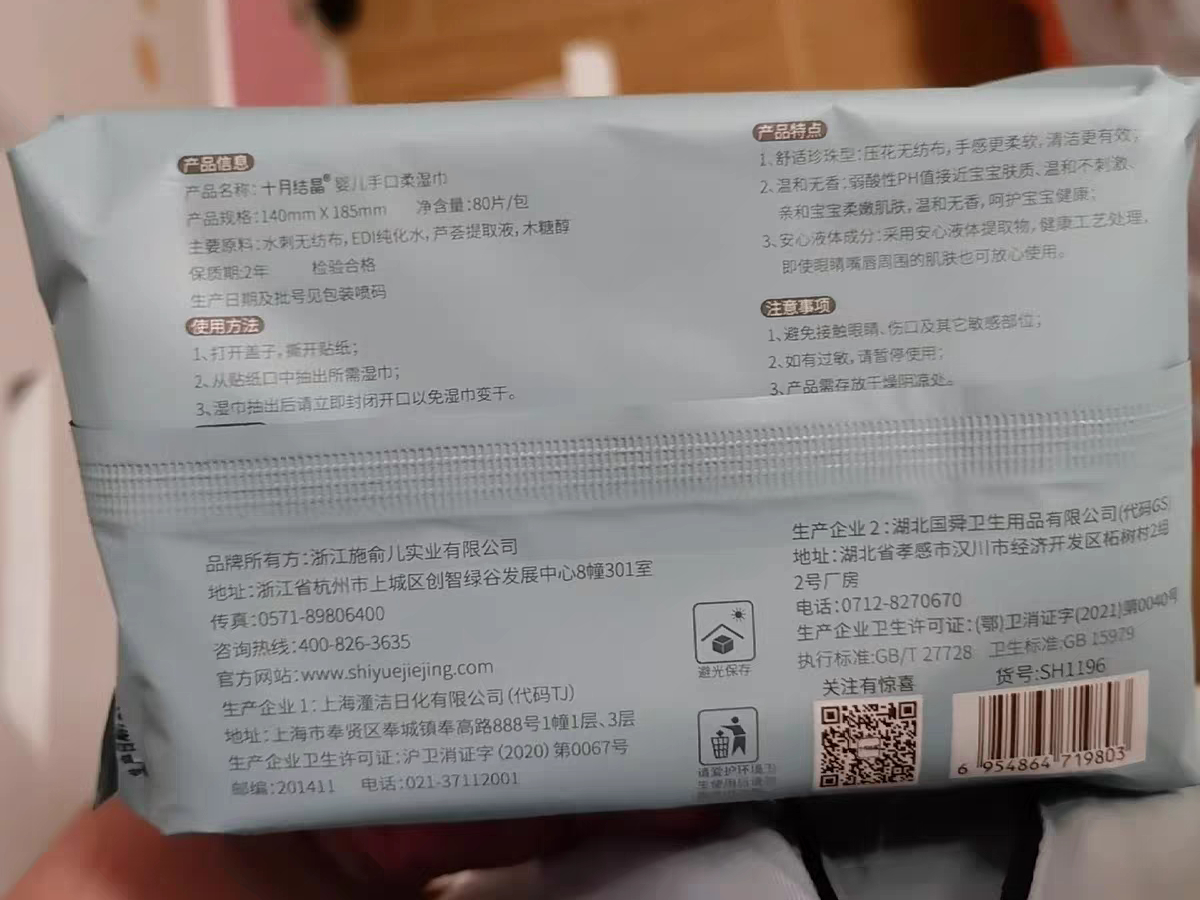 产品信息
产品名称：十月结晶® 婴儿手口柔湿巾
产品规格：140mm X 185mm 净含量：80片/包
主要原料：水刺无纺布，EDI纯化水，芦荟提取液，木糖醇
保质期：2年 检验合格
生产日期及批号见包装喷码
使用方法
1、打开盖子，撕开贴纸；
2、从贴纸口中抽出所需湿巾；
3、湿巾抽出后请立即封闭开口以免湿巾变干。
产品特点
1、舒适珍珠型：压花无纺布，手感更柔软，清洁更有效；
2、温和无香：弱酸性PH值接近宝宝肤质、温和不刺激、
亲和宝宝柔嫩肌肤，温和无香，呵护宝宝健康；
3、安心液体成分：采用安心液体提取物，健康工艺处理，
即使眼睛嘴唇周围的肌肤也可放心使用。
注意事项
1、避免接触眼睛、伤口及其它敏感部位；
2、如有过敏，请暂停使用；
3、产品需存放于燥阴凉处。
品牌所有方：浙江施俞儿实业有限公司
地址：浙江省杭州市上城区创智绿谷发展中心8幢301室
传真：0571-89806400
咨询热线：400-826-3635
官方网站：www.shiyuejiejing.com
生产企业1：上海潼洁日化有限公司（代码TJ）
地址：上海市奉贤区奉城镇奉高路888号1幢1层、3层
生产企业卫生许可证：沪卫消证字（2020）第0067号
邮编：201411 电话：021-37112001
避光保存
请爱护环境
生产企业2：湖北国舜卫生用品有限公司(代码GS)
地址：湖北省孝感市汉川市经济开发区柘树村2组
2号厂房
电话：0712-8270670
生产企业卫生许可证：(鄂)卫消证字(2021)第0040号
执行标准：GB/T 27728 卫生标准：GB 15979
关注有惊喜
货号：SH1196
6 954864 719803